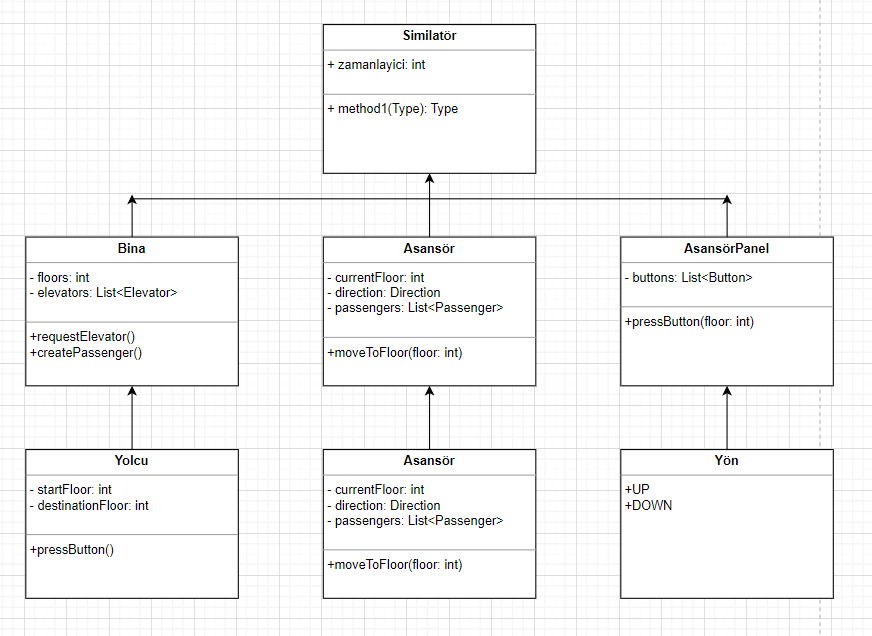 Similatör
+ zamanlayici: int
+ method1(Type): Type
Bina
- floors: int
- elevators: List<Elevator>
+requestElevator()
+createPassenger()
Asansör
- currentFloor: int
- direction: Direction
- passengers: List<Passenger>
+moveToFloor(floor: int)
AsansörPanel
- buttons: List<Button>
+pressButton(floor: int)
Yolcu
- startFloor: int
- destinationFloor: int
+pressButton()
Asansör
- currentFloor: int
- direction: Direction
- passengers: List<Passenger>
+moveToFloor(floor: int)
Yön
+UP
+DOWN